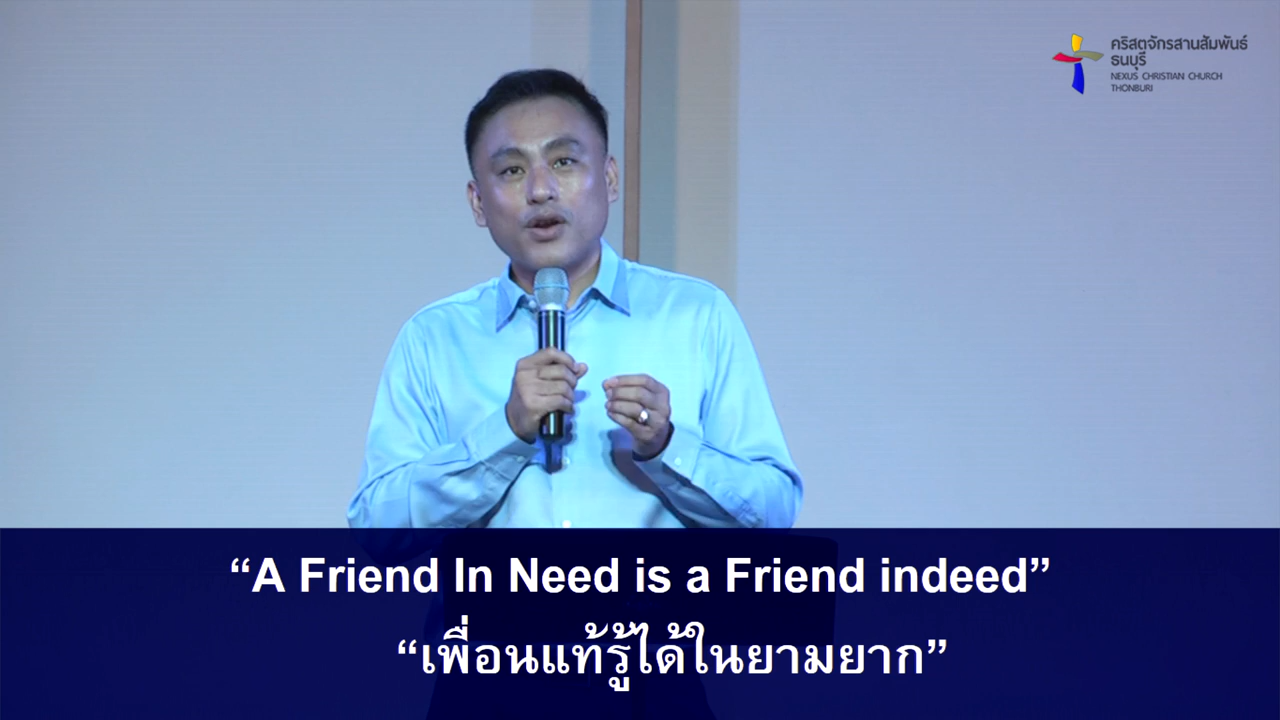 คริสตจักรสานสัมพันธ์
ธนบุรี
NEXUS CHRISTIAN CHURCH
THONBURI
“A Friend In Need is a Friend indeed”
“เพื่อนแท้รู้ได้ในยามยาก”